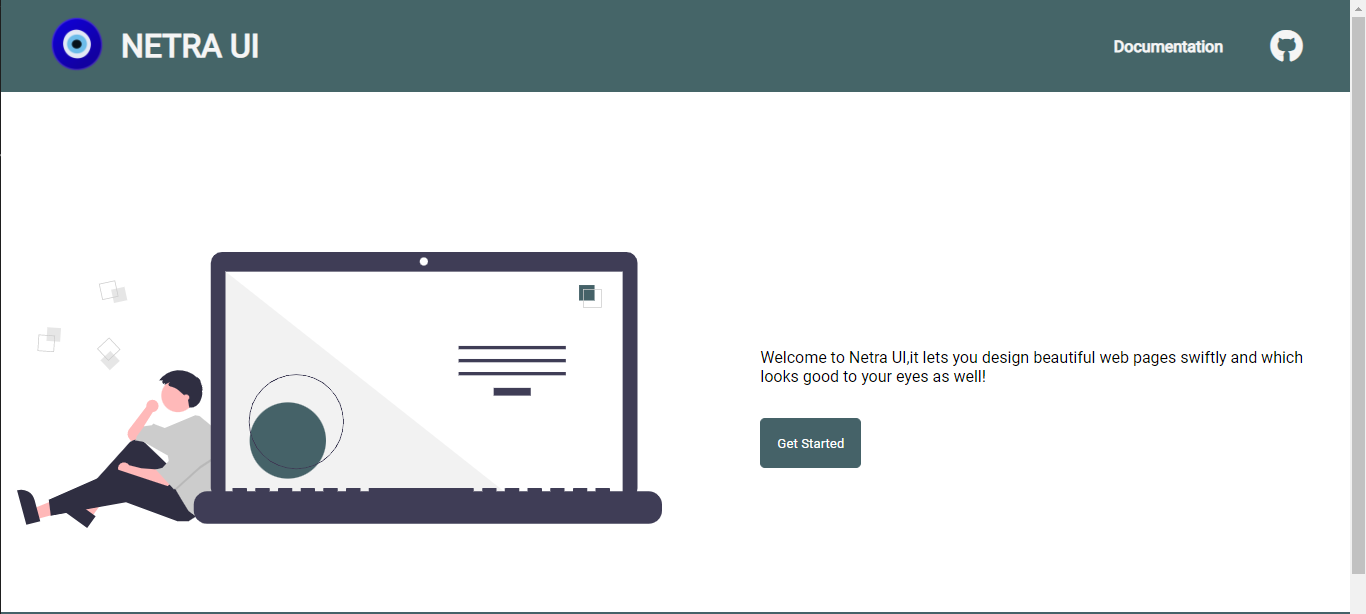 NETRA UI
Documentation
Welcome to Netra UI,it lets you design beautiful web pages swiftly and which
looks good to your eyes as well!
Get Started